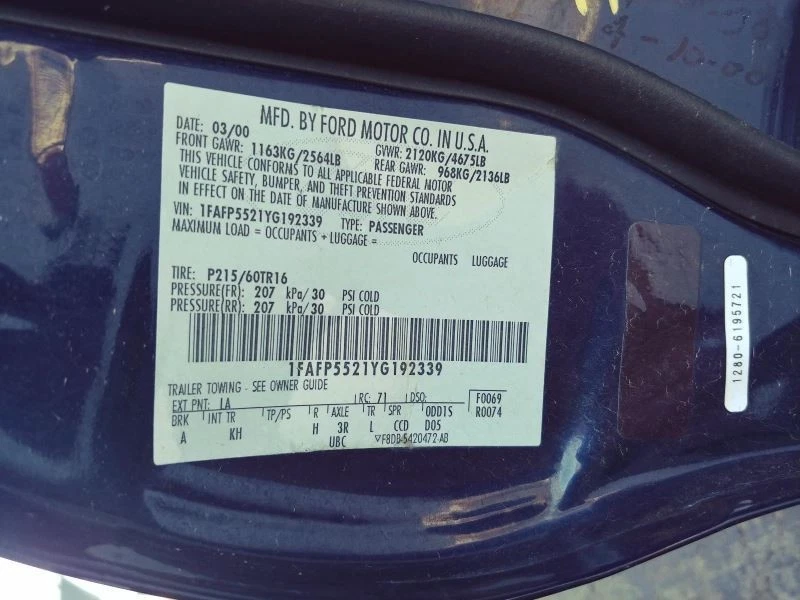 4-10-00
MFD. BY FORD MOTOR CO. IN U.S.A.
DATE: 03/00 GVWR: 2120KG/4675LB
FRONT GAWR: 1163KG/2564LB REAR GAWR: 968KG/2136LB
THIS VEHICLE CONFORMS TO ALL APPLICABLE FEDERAL MOTOR
VEHICLE SAFETY, BUMPER, AND THEFT PREVENTION STANDARDS
IN EFFECT ON THE DATE OF MANUFACTURE SHOWN ABOVE.
VIN: 1FAFP5521YG192339 TYPE: PASSENGER
MAXIMUM LOAD = OCCUPANTS + LUGGAGE =
OCCUPANTS LUGGAGE
TIRE: P215/60TR16
PRESSURE(FR): 207 kPa/30 PSI COLD
PRESSURE(RR): 207 kPa/30 PSI COLD
1FAFP5521YG192339
TRAILER TOWING - SEE OWNER GUIDE
EXT PNT: LA RC: 71 DSO: F0069
BRK INT TR TP/PS R AXLE TR SPR ODD1S R0074
A KH H 3R L CCD D05
UBC F8DB-5420472-AB
1280-6195721